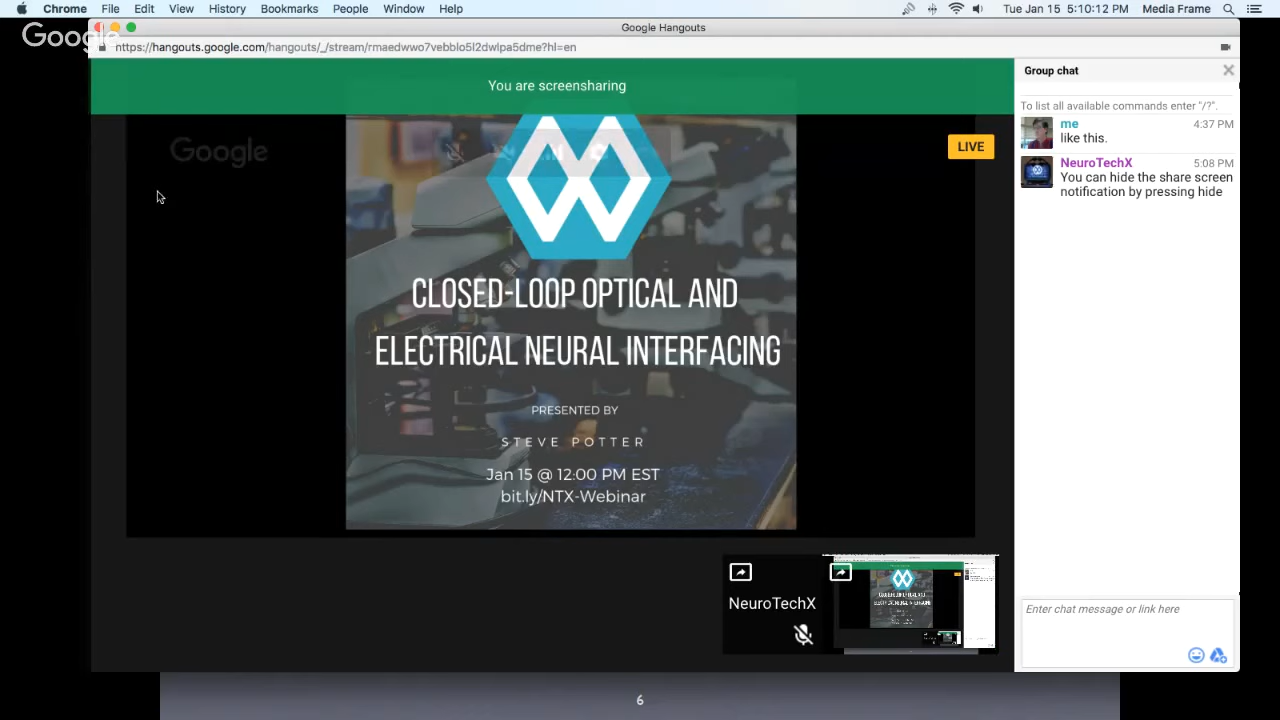 Chrome File Edit View History Bookmarks People Window Help Tue Jan 15 5:10:12 PM Media Frame
Google Hangouts
Google
https://hangouts.google.com/hangouts/_/stream/rmaedwwo7vebblo5l2dwlpa5dme?hl=en
You are screensharing
Group chat
To list all available commands enter "/?".
me 4:37 PM
like this.
NeuroTechX 5:08 PM
You can hide the share screen
notification by pressing hide
Google
LIVE
CLOSED-LOOP OPTICAL AND
ELECTRICAL NEURAL INTERFACING
PRESENTED BY
STEVE POTTER
Jan 15 @ 12:00 PM EST
bit.ly/NTX-Webinar
NeuroTechX
Enter chat message or link here
6